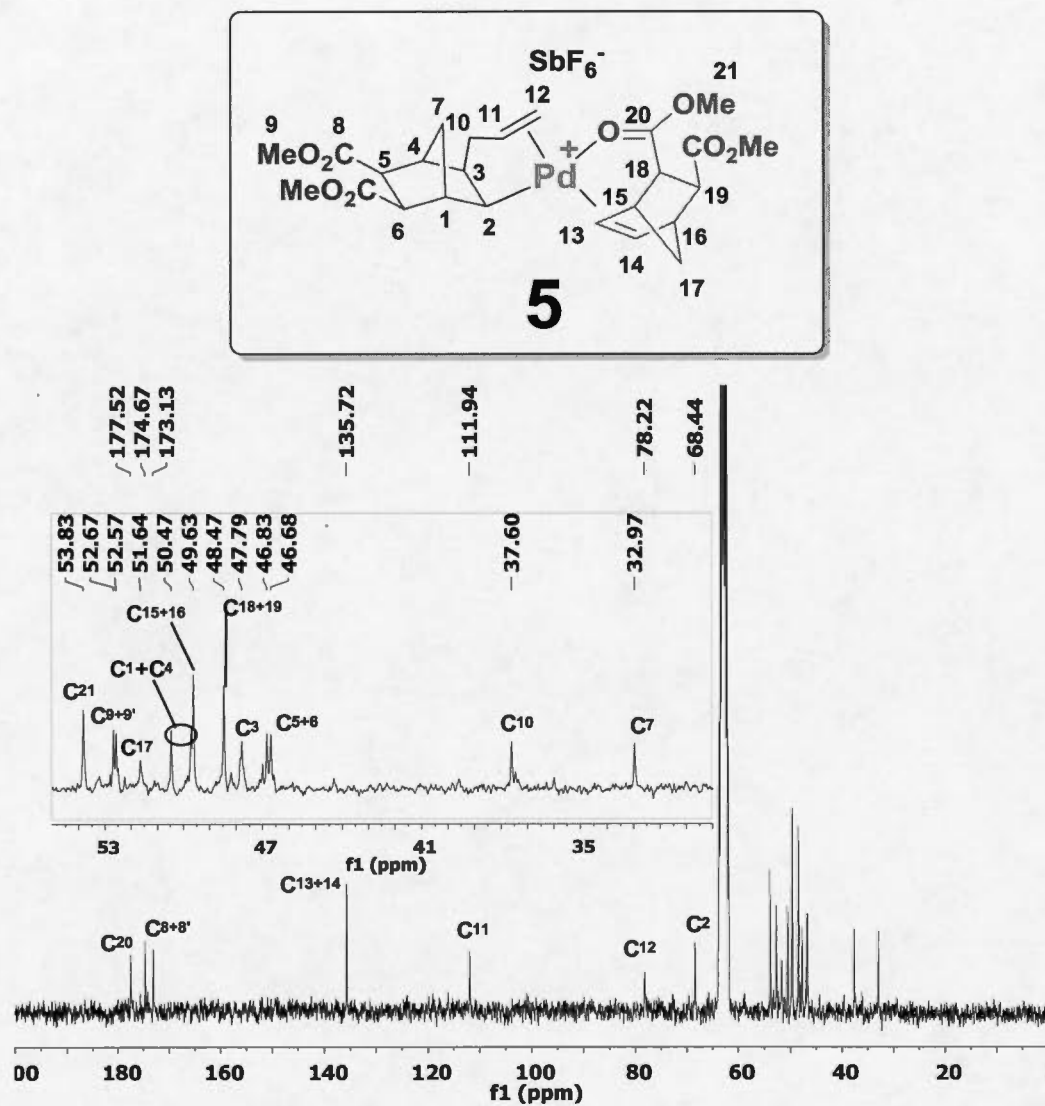 SbF6-
12
21
7
10
11
20
OMe
9
8
O
MeO2C
4
+
CO2Me
5
3
Pd
18
MeO2C
15
19
1
2
13
16
6
14
17
5
177.52
174.67
173.13
135.72
111.94
78.22
68.44
53.83
52.67
52.57
51.64
50.47
49.63
48.47
47.79
46.83
46.68
37.60
32.97
C15+16
C18+19
C1+C4
C21
C9+9'
C17
C3
C5+6
C10
C7
53
47
41
35
f1 (ppm)
C13+14
C20
C8+8'
C11
C12
C2
00
180
160
140
120
100
80
60
40
20
f1 (ppm)